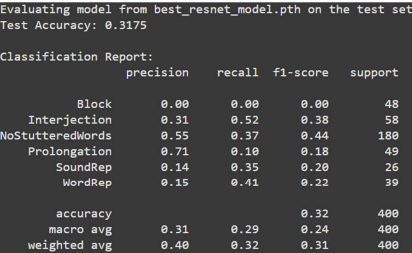 Evaluating model from best_resnet_model.pth on the test set
Test Accuracy: 0.3175
Classification Report:
precision recall f1-score support
Block 0.00 0.00 0.00 48
Interjection 0.31 0.52 0.38 58
NoStutteredWords 0.55 0.37 0.44 180
Prolongation 0.71 0.10 0.18 49
SoundRep 0.14 0.35 0.20 26
WordRep 0.15 0.41 0.22 39
accuracy 0.32 400
macro avg 0.31 0.29 0.24 400
weighted avg 0.40 0.32 0.31 400